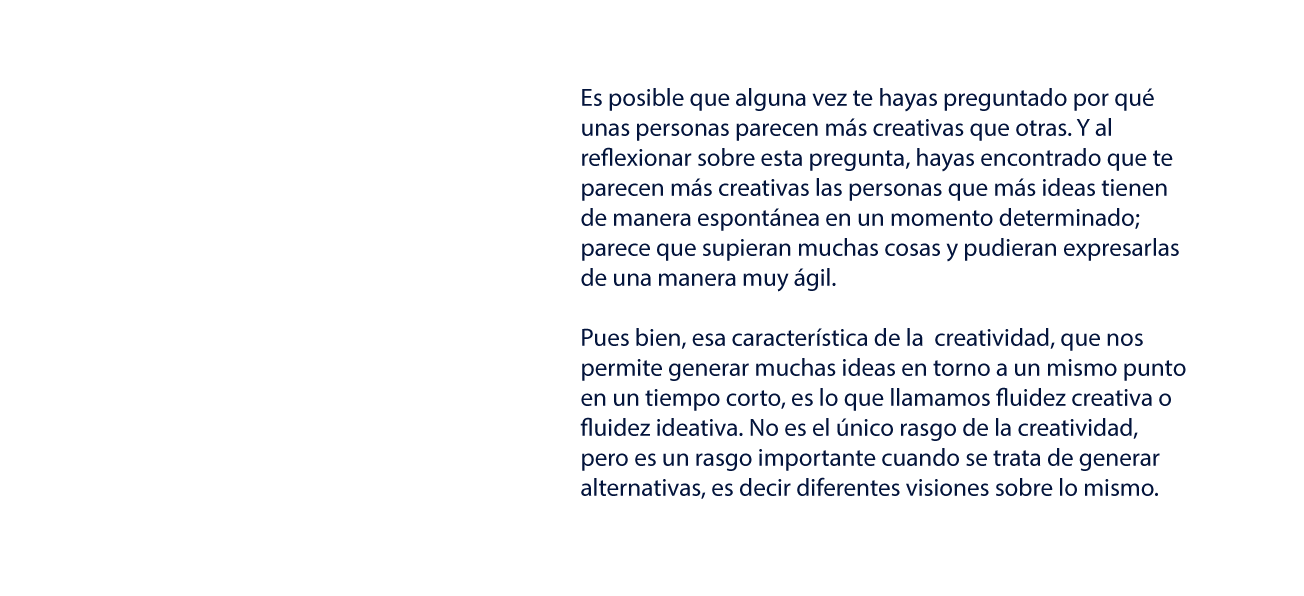 Es posible que alguna vez te hayas preguntado por qué
unas personas parecen más creativas que otras. Y al
reflexionar sobre esta pregunta, hayas encontrado que te
parecen más creativas las personas que más ideas tienen
de manera espontánea en un momento determinado;
parece que supieran muchas cosas y pudieran expresarlas
de una manera muy ágil.

Pues bien, esa característica de la  creatividad, que nos
permite generar muchas ideas en torno a un mismo punto
en un tiempo corto, es lo que llamamos fluidez creativa o
fluidez ideativa. No es el único rasgo de la creatividad,
pero es un rasgo importante cuando se trata de generar
alternativas, es decir diferentes visiones sobre lo mismo.